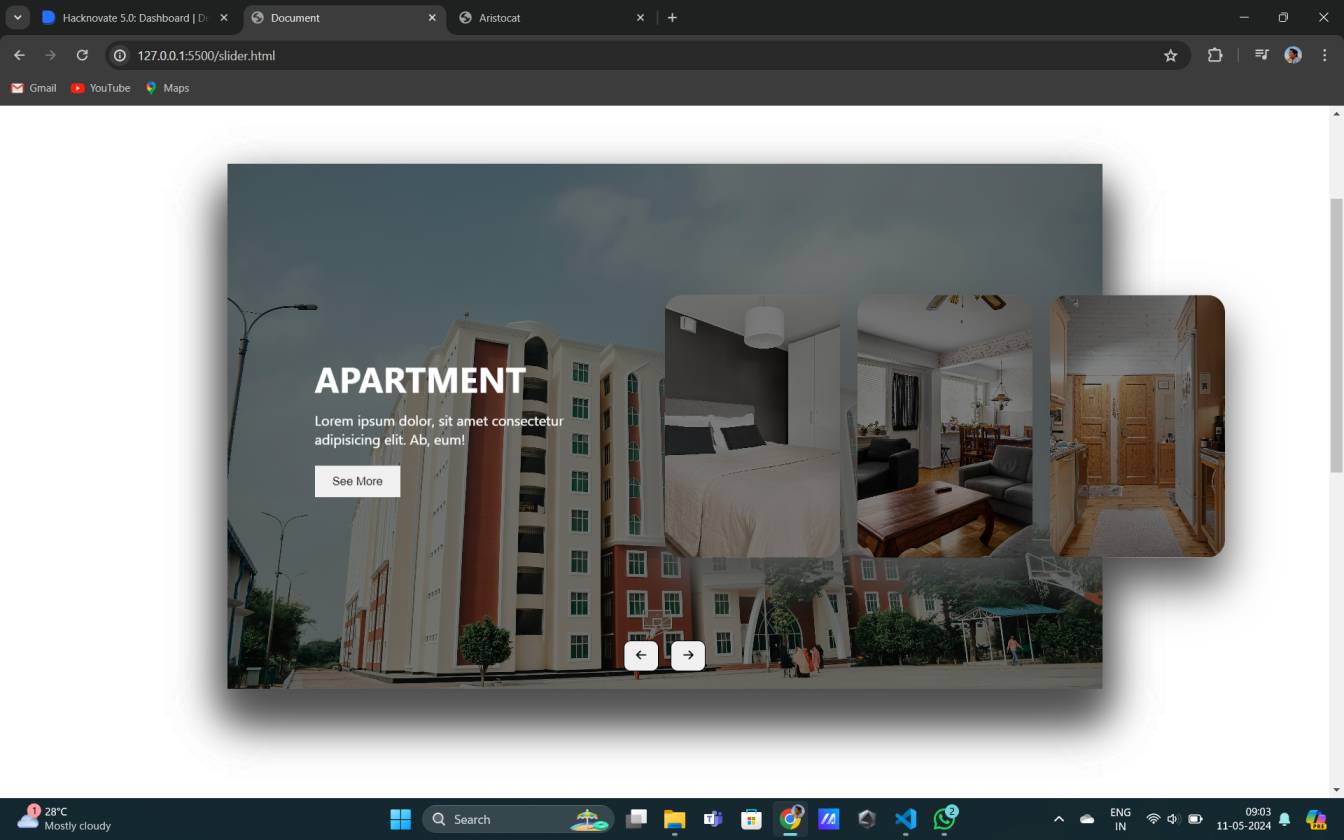 Hacknovate 5.0: Dashboard | D
Document
Aristocat
127.0.0.1:5500/slider.html
Gmail
YouTube
Maps
APARTMENT
Lorem ipsum dolor, sit amet consectetur
adipisicing elit. Ab, eum!
See More
1
28°C
Mostly cloudy
Search
2
ENG
IN
09:03
11-05-2024
PRE